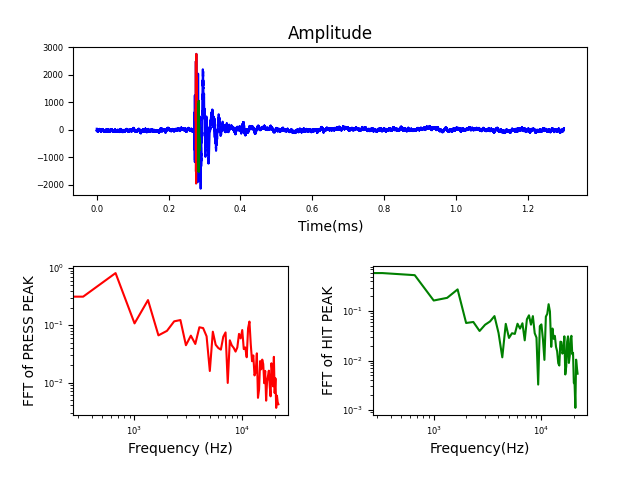 Amplitude
3000
2000
1000
0
−1000
−2000
0.0 0.2 0.4 0.6 0.8 1.0 1.2
Time(ms)
FFT of PRESS PEAK
10^0
10^−1
10^−2
10^3 10^4
Frequency (Hz)
FFT of HIT PEAK
10^−1
10^−2
10^−3
10^3 10^4
Frequency(Hz)